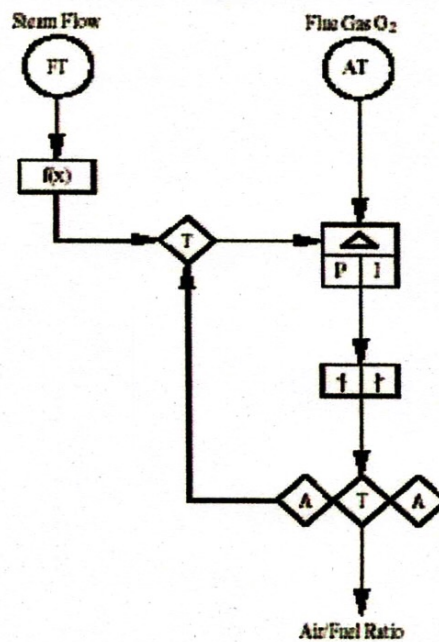 Steam Flow
Flue Gas O₂
FT
AT
f(x)
T
P I
A T A
Air/Fuel Ratio